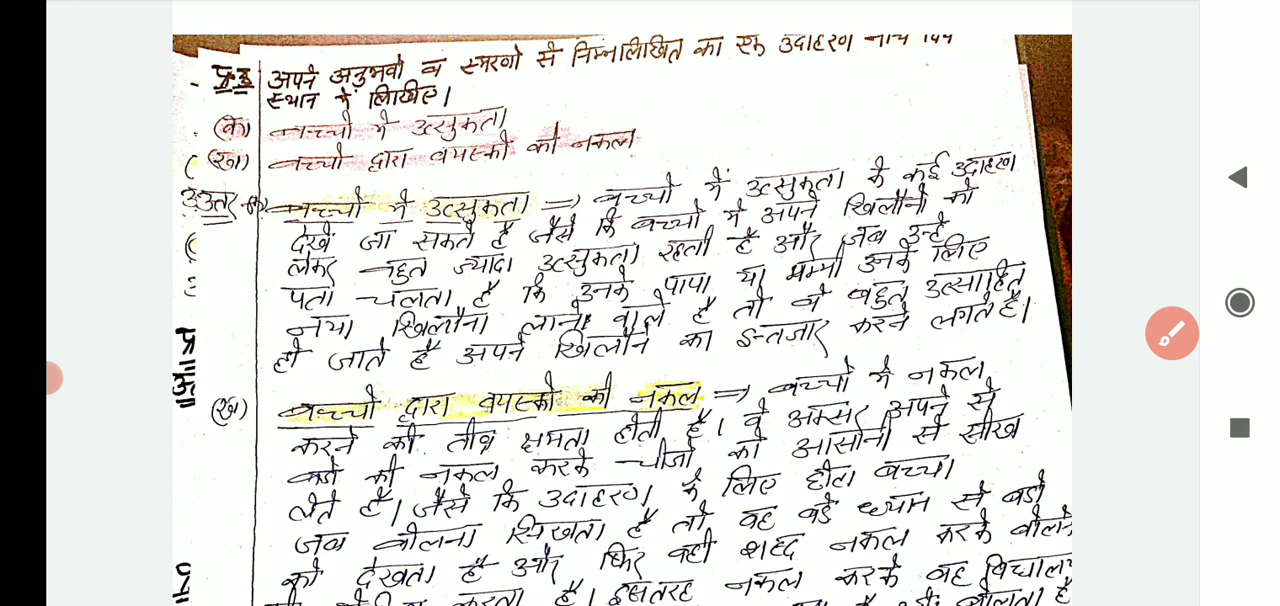 प्र०3 अपने अनुभवो व स्मरणो से निम्नलिखित का एक उदाहरण
स्थान में लिखिए।
(क) बच्चो मे उत्सुकता
(ख) बच्चो द्वारा वयस्को की नकल
उत्तर (क) बच्चो मे उत्सुकता ⇒ बच्चो में उत्सुकता के कई उदाहरण
देखे जा सकते है जैसे कि बच्चो मे अपने खिलौनो को
लेकर बहुत ज्यादा उत्सुकता रहती है और जब उन्हे
पता चलता है कि उनके पापा या मम्मी उनके लिए
नया खिलौना लाने वाले है तो वे बहुत उत्साहित
हो जाते है अपने खिलौने का इन्तजार करने लगते है।
(ख) बच्चो द्वारा वयस्को की नकल ⇒ बच्चो मे नकल
करने की तीव्र क्षमता होती है। वे अक्सर अपने से
बडो की नकल करके चीजो को आसानी से सीख
लेते है। जैसे कि उदाहरण के लिए छोटा बच्चा
जब बोलना सिखता है तो वह बडे ध्यान से बडो
को देखता है और फिर वही शब्द नकल करके बोलने
करता है। इसतरह नकल करके वह
बोलता है